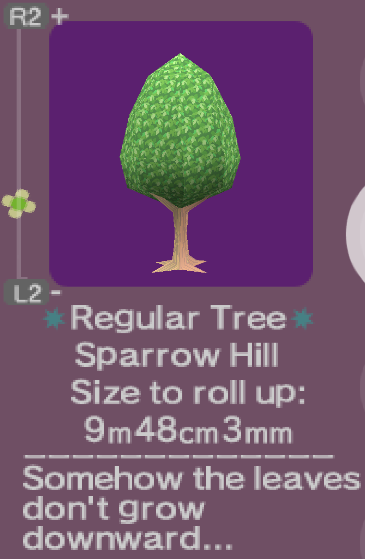 R2 +
L2 -
Regular Tree
Sparrow Hill
Size to roll up:
9m48cm3mm
Somehow the leaves
don't grow
downward...